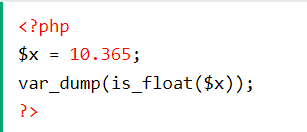 <?php
$x = 10.365;
var_dump(is_float($x));
?>